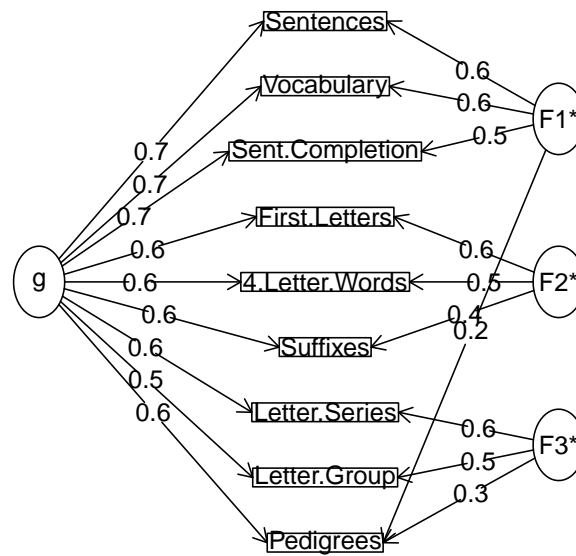 Sentences
0.6
Vocabulary
0.6
F1*
0.7
Sent.Completion
0.5
0.7
0.7
First.Letters
0.6
0.6
g
0.6
4.Letter.Words
0.5
F2*
0.6
0.4
0.2
Suffixes
0.6
0.5
Letter.Series
0.6
F3*
0.6
Letter.Group
0.5
0.3
Pedigrees